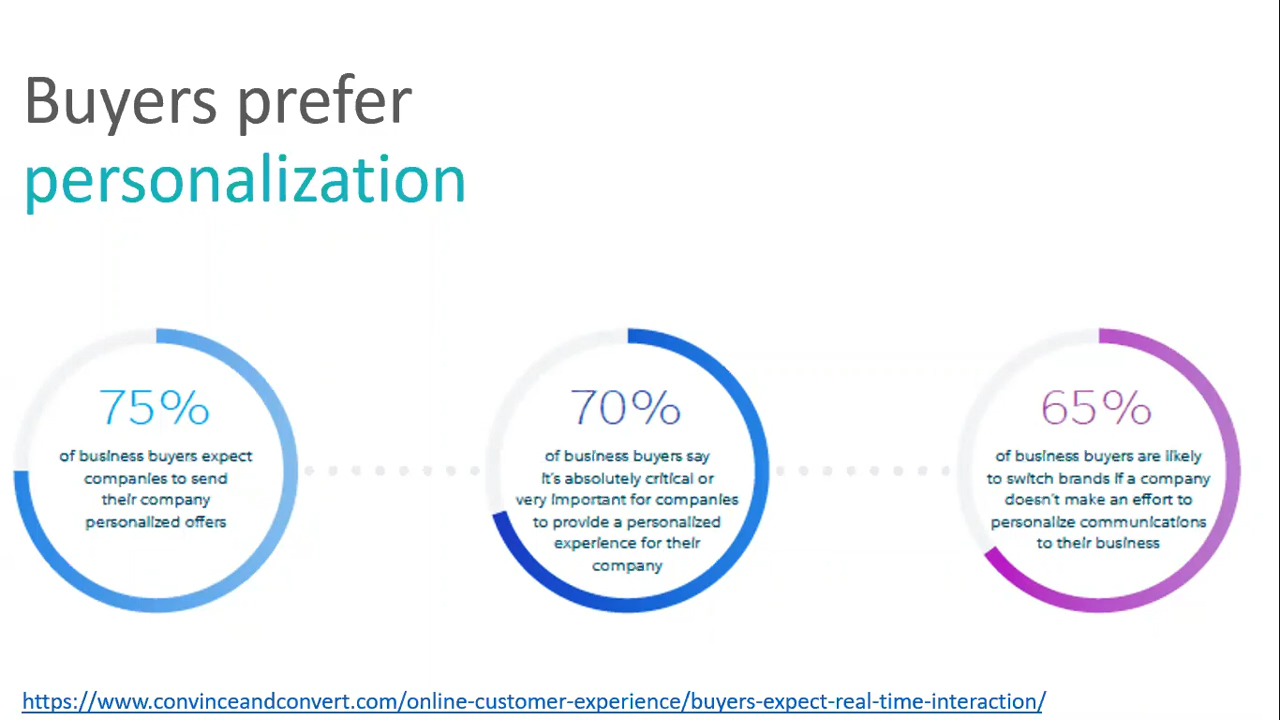 Buyers prefer
personalization
75%
of business buyers expect
companies to send
their company
personalized offers
70%
of business buyers say
it's absolutely critical or
very important for companies
to provide a personalized
experience for their
company
65%
of business buyers are likely
to switch brands if a company
doesn't make an effort to
personalize communications
to their business
https://www.convinceandconvert.com/online-customer-experience/buyers-expect-real-time-interaction/